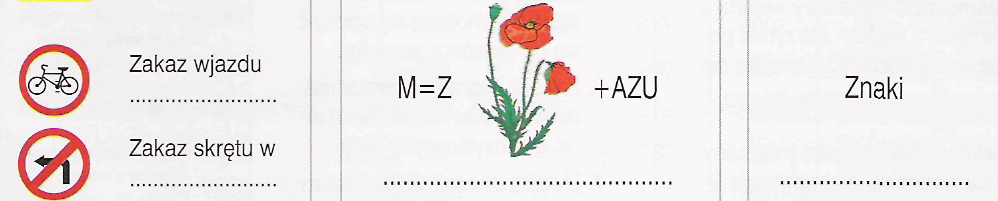 Zakaz wjazdu
..........................
Zakaz skrętu w
..........................
M=Z +AZU
....................................................
Znaki
..................................